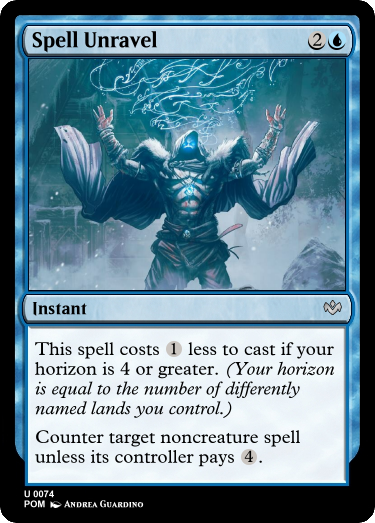 Spell Unravel 2
Instant
This spell costs 1 less to cast if your
horizon is 4 or greater. (Your horizon
is equal to the number of differently
named lands you control.)
Counter target noncreature spell
unless its controller pays 4.
U 0074
POM Andrea Guardino